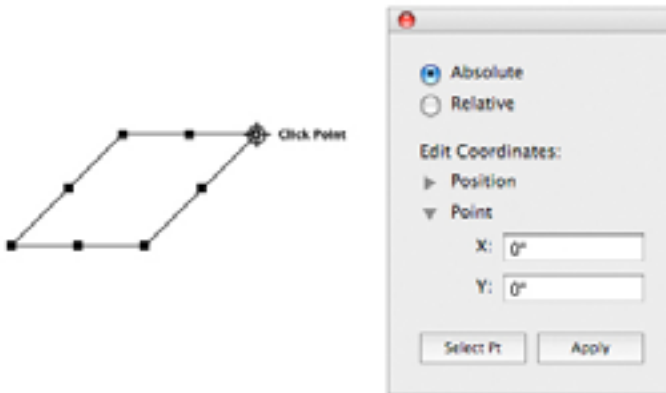 Click Point
Absolute
Relative
Edit Coordinates:
Position
Point
X: 0"
Y: 0"
Select Pt
Apply